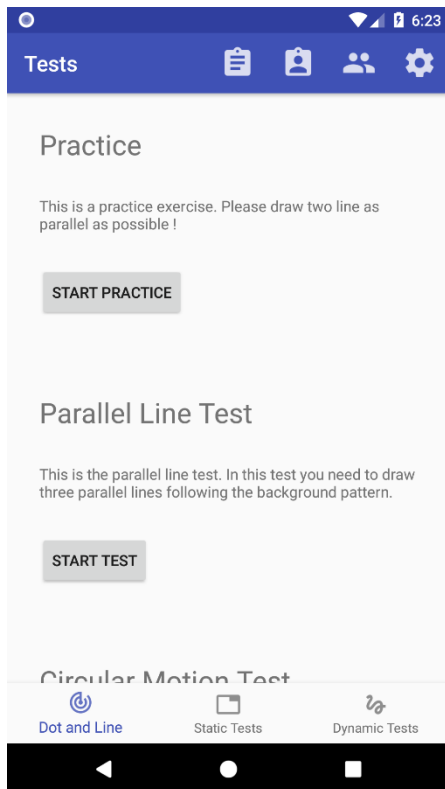 6:23
Tests
Practice
This is a practice exercise. Please draw two line as
parallel as possible !
START PRACTICE
Parallel Line Test
This is the parallel line test. In this test you need to draw
three parallel lines following the background pattern.
START TEST
Circular Motion Test
Dot and Line
Static Tests
Dynamic Tests